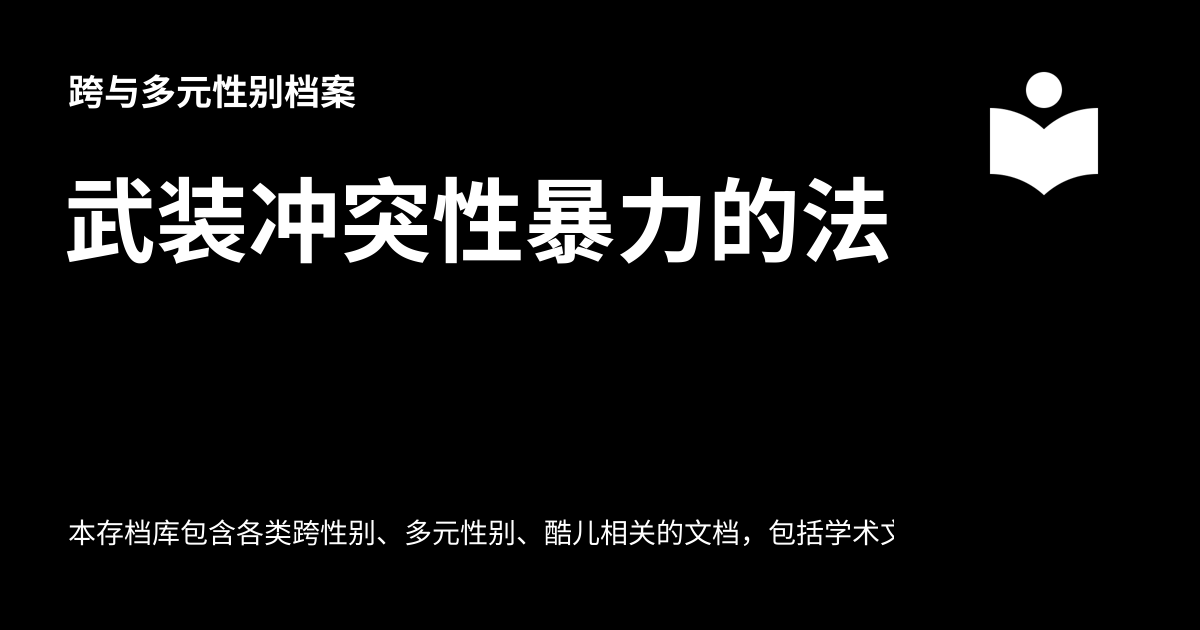 跨与多元性别档案
武装冲突性暴力的法
本存档库包含各类跨性别、多元性别、酷儿相关的文档，包括学术